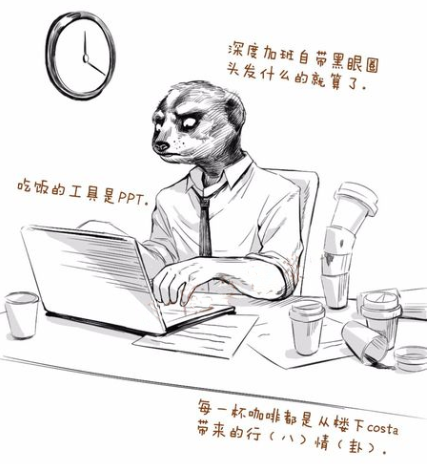 深度加班自带黑眼圈
头发什么的就算了.
吃饭的工具是PPT.
每一杯咖啡都是从楼下costa
带来的行（八）情（卦）.